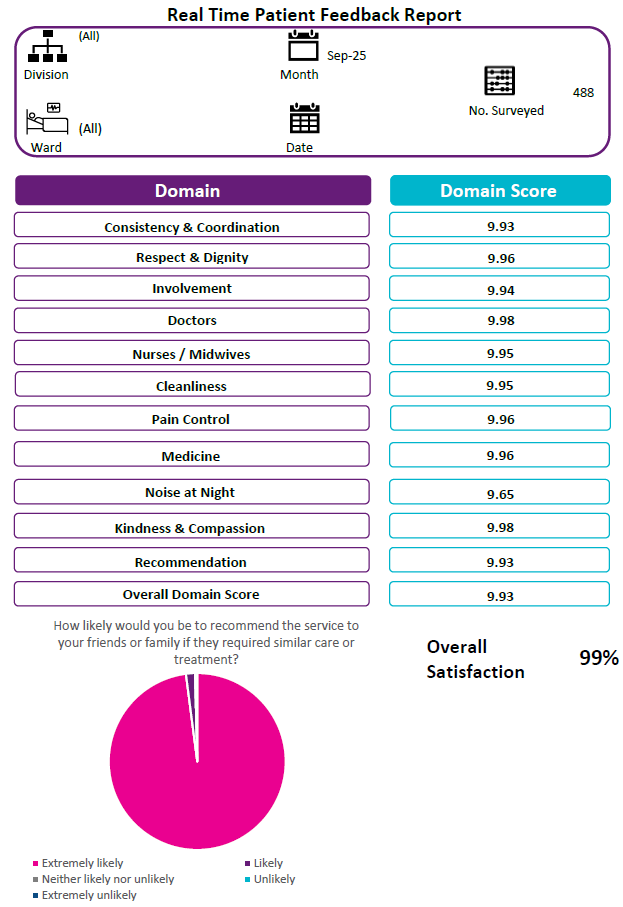 Real Time Patient Feedback Report
(All)
Division
Month
Sep-25
No. Surveyed
488
Ward
(All)
Date
Domain
Domain Score
Consistency & Coordination
9.93
Respect & Dignity
9.96
Involvement
9.94
Doctors
9.98
Nurses / Midwives
9.95
Cleanliness
9.95
Pain Control
9.96
Medicine
9.96
Noise at Night
9.65
Kindness & Compassion
9.98
Recommendation
9.93
Overall Domain Score
9.93
How likely would you be to recommend the service to
your friends or family if they required similar care or
treatment?
Overall
Satisfaction
99%
Extremely likely
Likely
Neither likely nor unlikely
Unlikely
Extremely unlikely